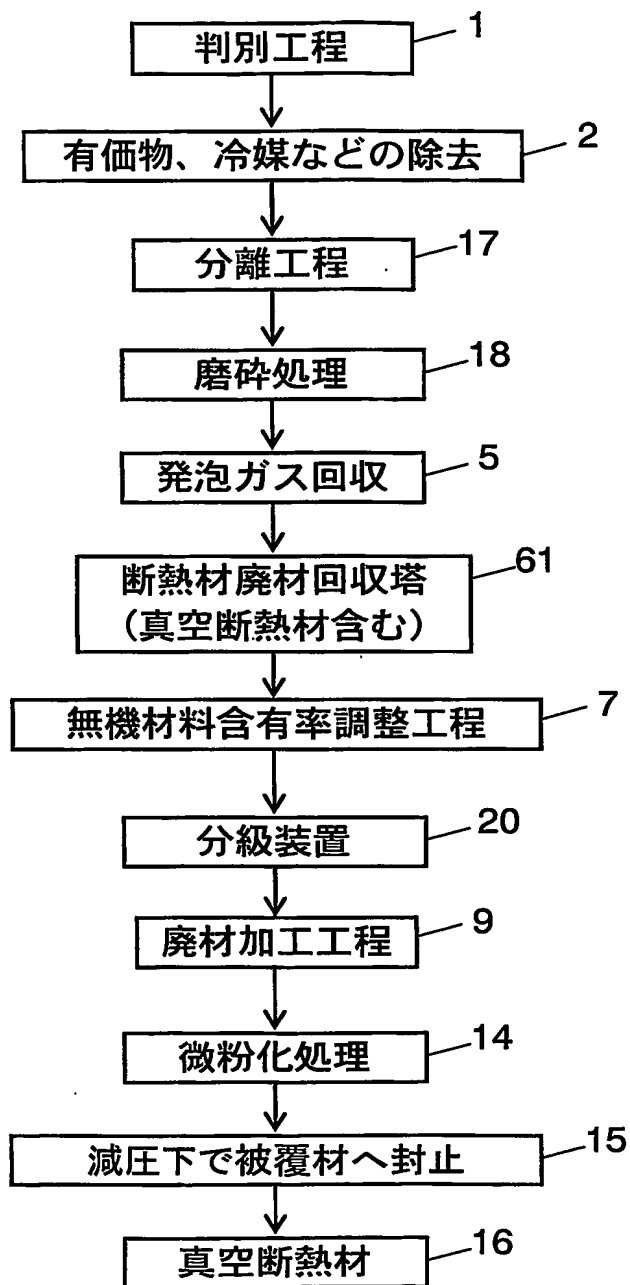 判別工程
1
有価物、冷媒などの除去
2
分離工程
17
磨砕処理
18
発泡ガス回収
5
断熱材廃材回収塔
(真空断熱材含む)
61
無機材料含有率調整工程
7
分級装置
20
廃材加工工程
9
微粉化処理
14
減圧下で被覆材へ封止
15
真空断熱材
16